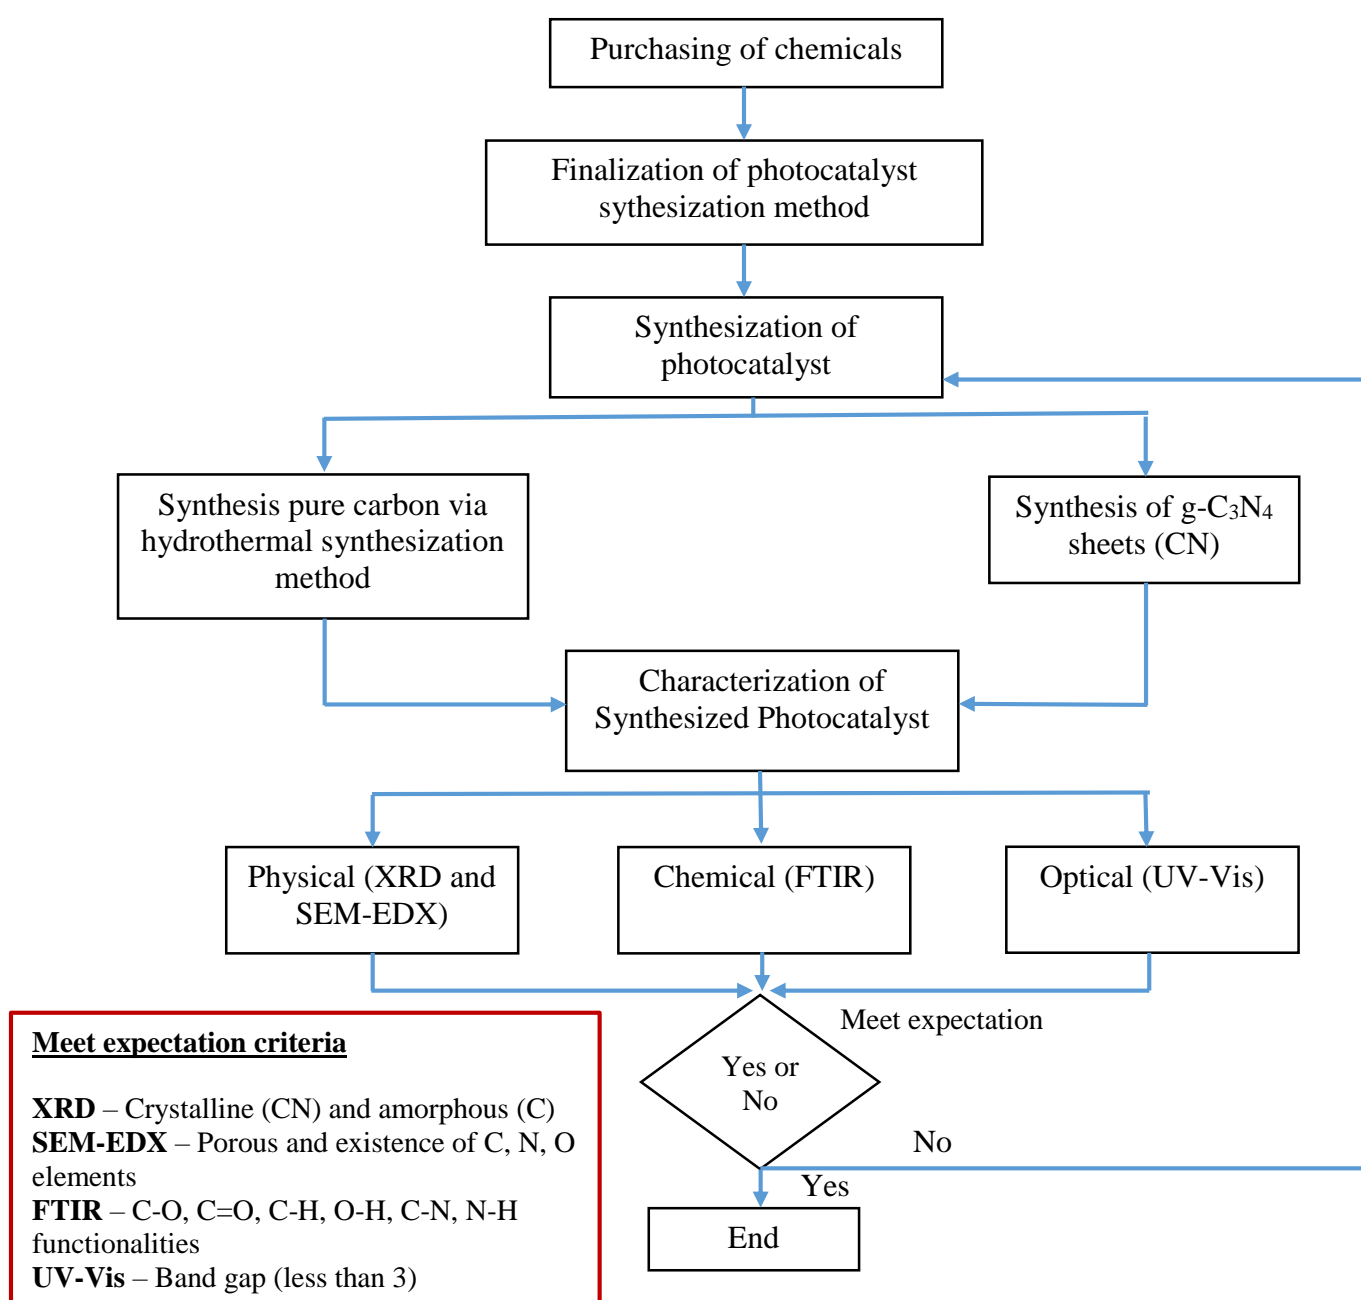 Purchasing of chemicals
Finalization of photocatalyst
sythesization method
Synthesization of
photocatalyst
Synthesis pure carbon via
hydrothermal synthesization
method
Synthesis of g-C₃N₄
sheets (CN)
Characterization of
Synthesized Photocatalyst
Physical (XRD and
SEM-EDX)
Chemical (FTIR)
Optical (UV-Vis)
Meet expectation
Yes or
No
No
Yes
End
Meet expectation criteria
XRD – Crystalline (CN) and amorphous (C)
SEM-EDX – Porous and existence of C, N, O
elements
FTIR – C-O, C=O, C-H, O-H, C-N, N-H
functionalities
UV-Vis – Band gap (less than 3)